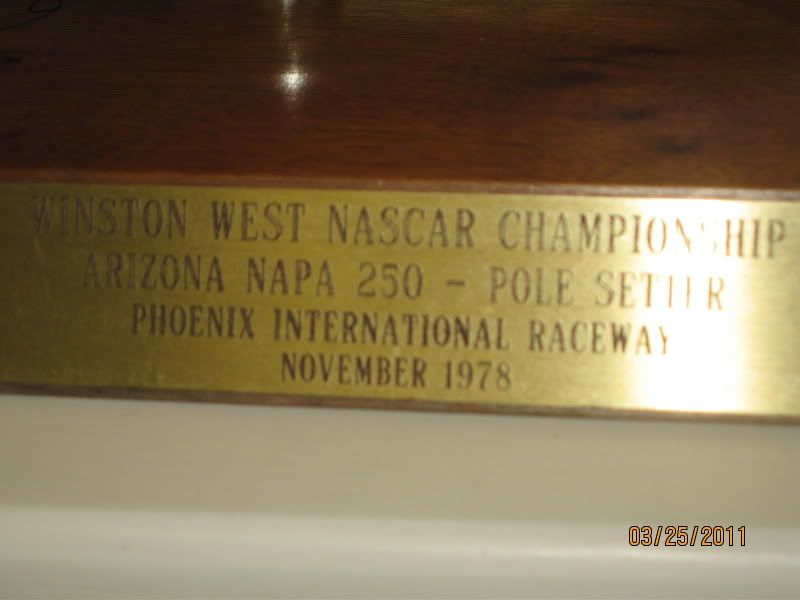 WINSTON WEST NASCAR CHAMPIONSHIP
ARIZONA NAPA 250 - POLE SETTER
PHOENIX INTERNATIONAL RACEWAY
NOVEMBER 1978
03/25/2011